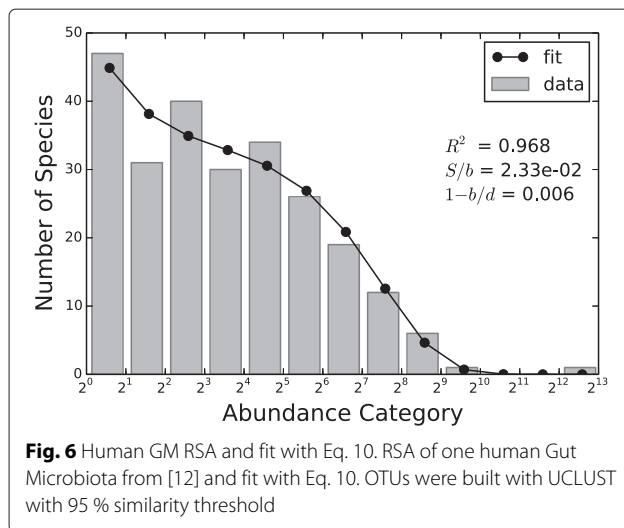 50
40
30
20
10
0
Number of Species
fit
data
R² = 0.968
S/b = 2.33e-02
1−b/d = 0.006
2⁰ 2¹ 2² 2³ 2⁴ 2⁵ 2⁶ 2⁷ 2⁸ 2⁹ 2¹⁰ 2¹¹ 2¹² 2¹³
Abundance Category
Fig. 6 Human GM RSA and fit with Eq. 10. RSA of one human Gut
Microbiota from [12] and fit with Eq. 10. OTUs were built with UCLUST
with 95 % similarity threshold